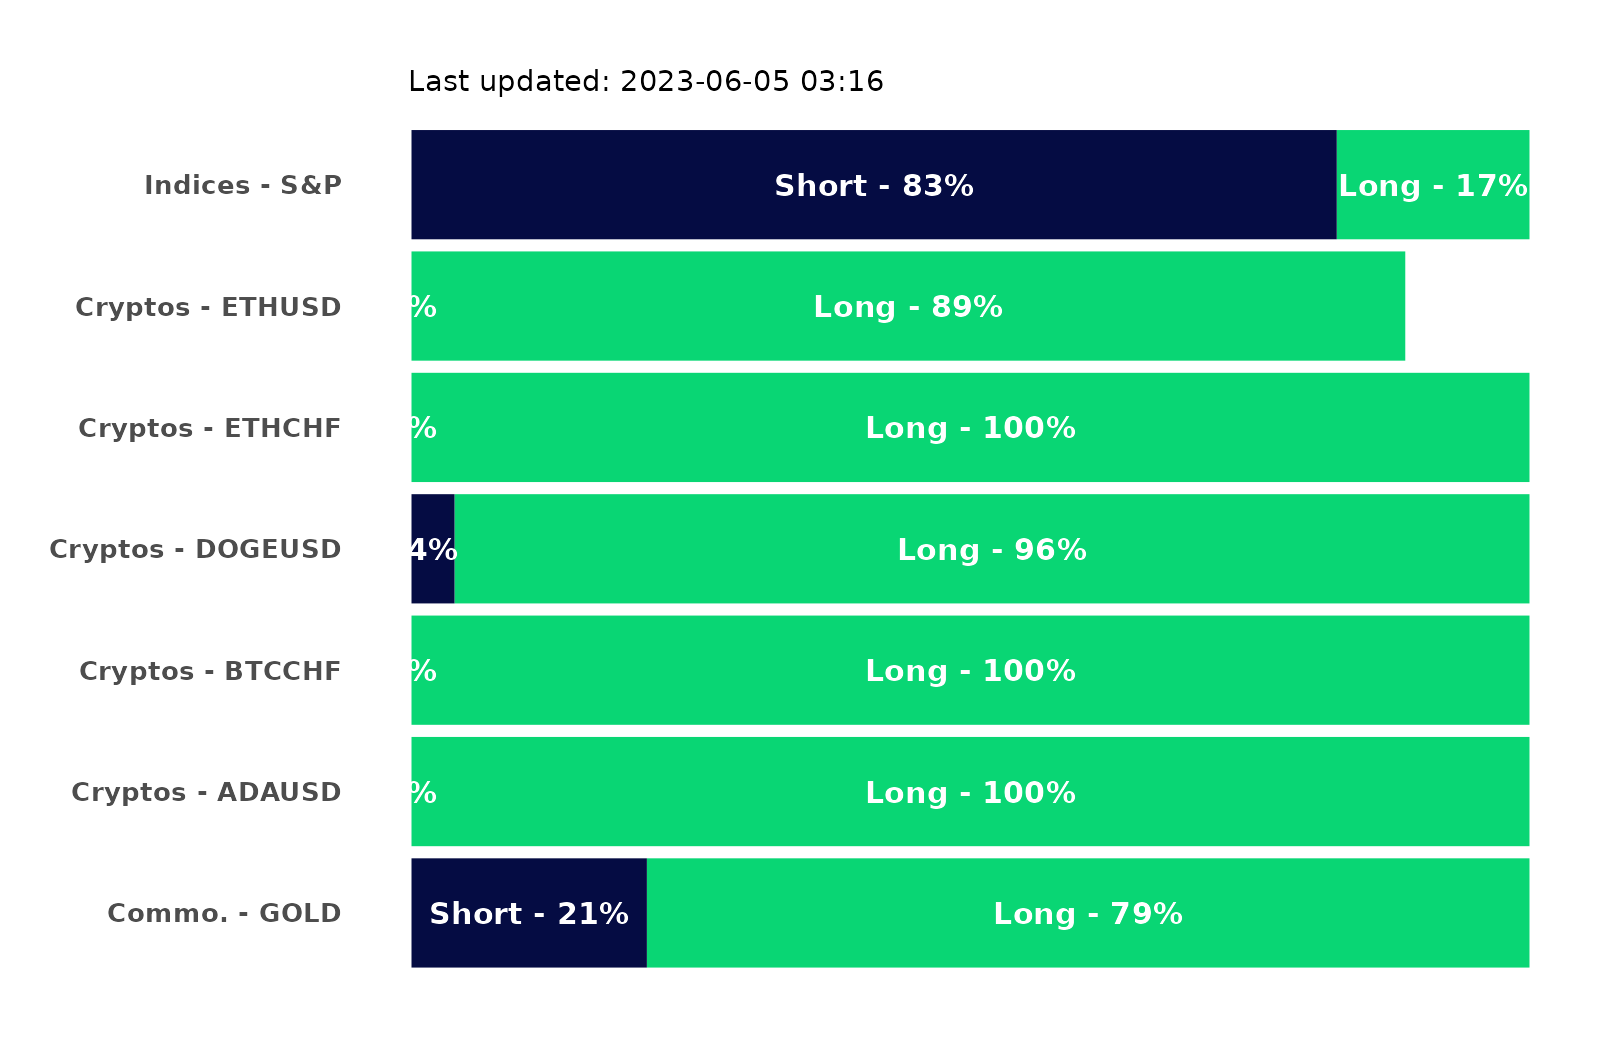 Last updated: 2023-06-05 03:16
Indices - S&P Short - 83% Long - 17%
Cryptos - ETHUSD % Long - 89%
Cryptos - ETHCHF % Long - 100%
Cryptos - DOGEUSD 4% Long - 96%
Cryptos - BTCCHF % Long - 100%
Cryptos - ADAUSD % Long - 100%
Commo. - GOLD Short - 21% Long - 79%